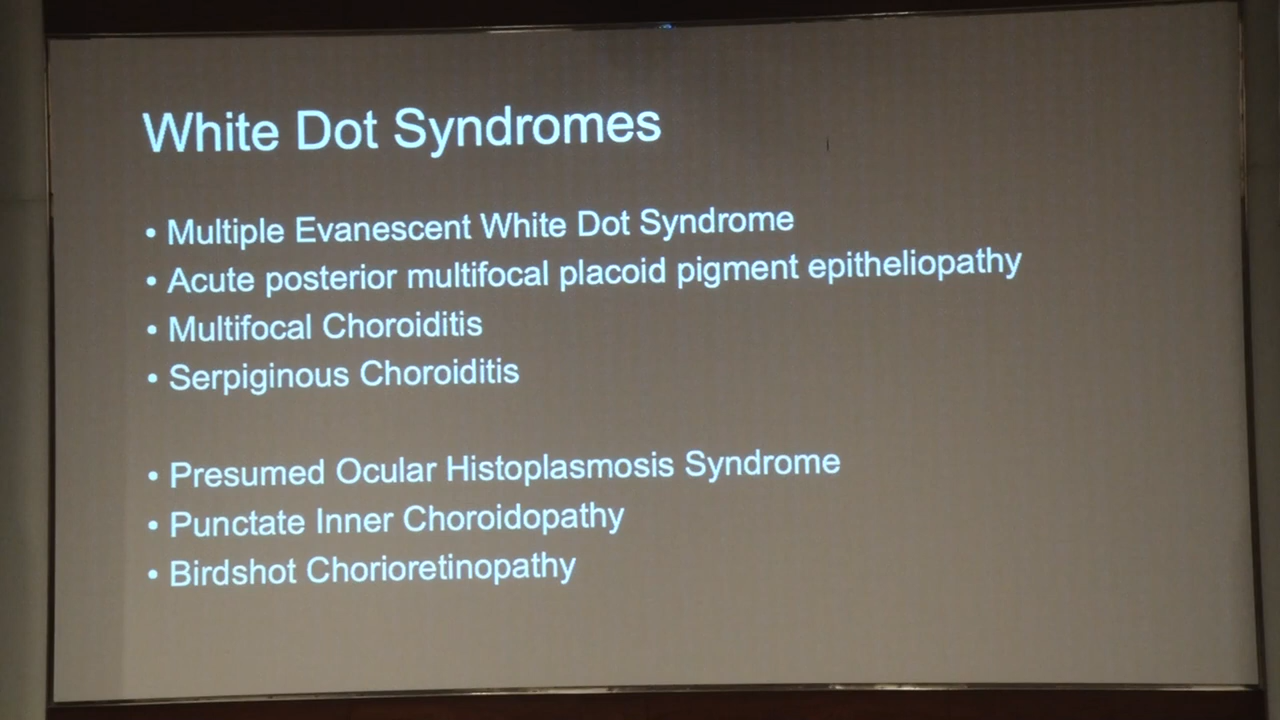 White Dot Syndromes
• Multiple Evanescent White Dot Syndrome
• Acute posterior multifocal placoid pigment epitheliopathy
• Multifocal Choroiditis
• Serpiginous Choroiditis
• Presumed Ocular Histoplasmosis Syndrome
• Punctate Inner Choroidopathy
• Birdshot Chorioretinopathy